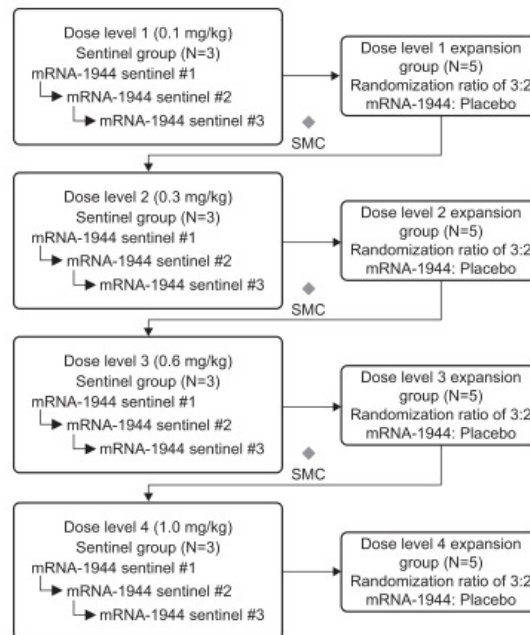 Dose level 1 (0.1 mg/kg)
Sentinel group (N=3)
mRNA-1944 sentinel #1
mRNA-1944 sentinel #2
mRNA-1944 sentinel #3
Dose level 1 expansion
group (N=5)
Randomization ratio of 3:2
mRNA-1944: Placebo
SMC
Dose level 2 (0.3 mg/kg)
Sentinel group (N=3)
mRNA-1944 sentinel #1
mRNA-1944 sentinel #2
mRNA-1944 sentinel #3
Dose level 2 expansion
group (N=5)
Randomization ratio of 3:2
mRNA-1944: Placebo
SMC
Dose level 3 (0.6 mg/kg)
Sentinel group (N=3)
mRNA-1944 sentinel #1
mRNA-1944 sentinel #2
mRNA-1944 sentinel #3
Dose level 3 expansion
group (N=5)
Randomization ratio of 3:2
mRNA-1944: Placebo
SMC
Dose level 4 (1.0 mg/kg)
Sentinel group (N=3)
mRNA-1944 sentinel #1
mRNA-1944 sentinel #2
mRNA-1944 sentinel #3
Dose level 4 expansion
group (N=5)
Randomization ratio of 3:2
mRNA-1944: Placebo